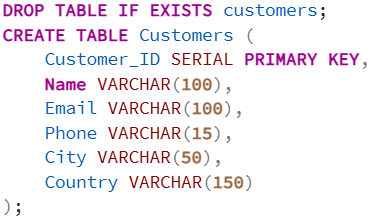 DROP TABLE IF EXISTS customers;
CREATE TABLE Customers (
    Customer_ID SERIAL PRIMARY KEY,
    Name VARCHAR(100),
    Email VARCHAR(100),
    Phone VARCHAR(15),
    City VARCHAR(50),
    Country VARCHAR(150)
);